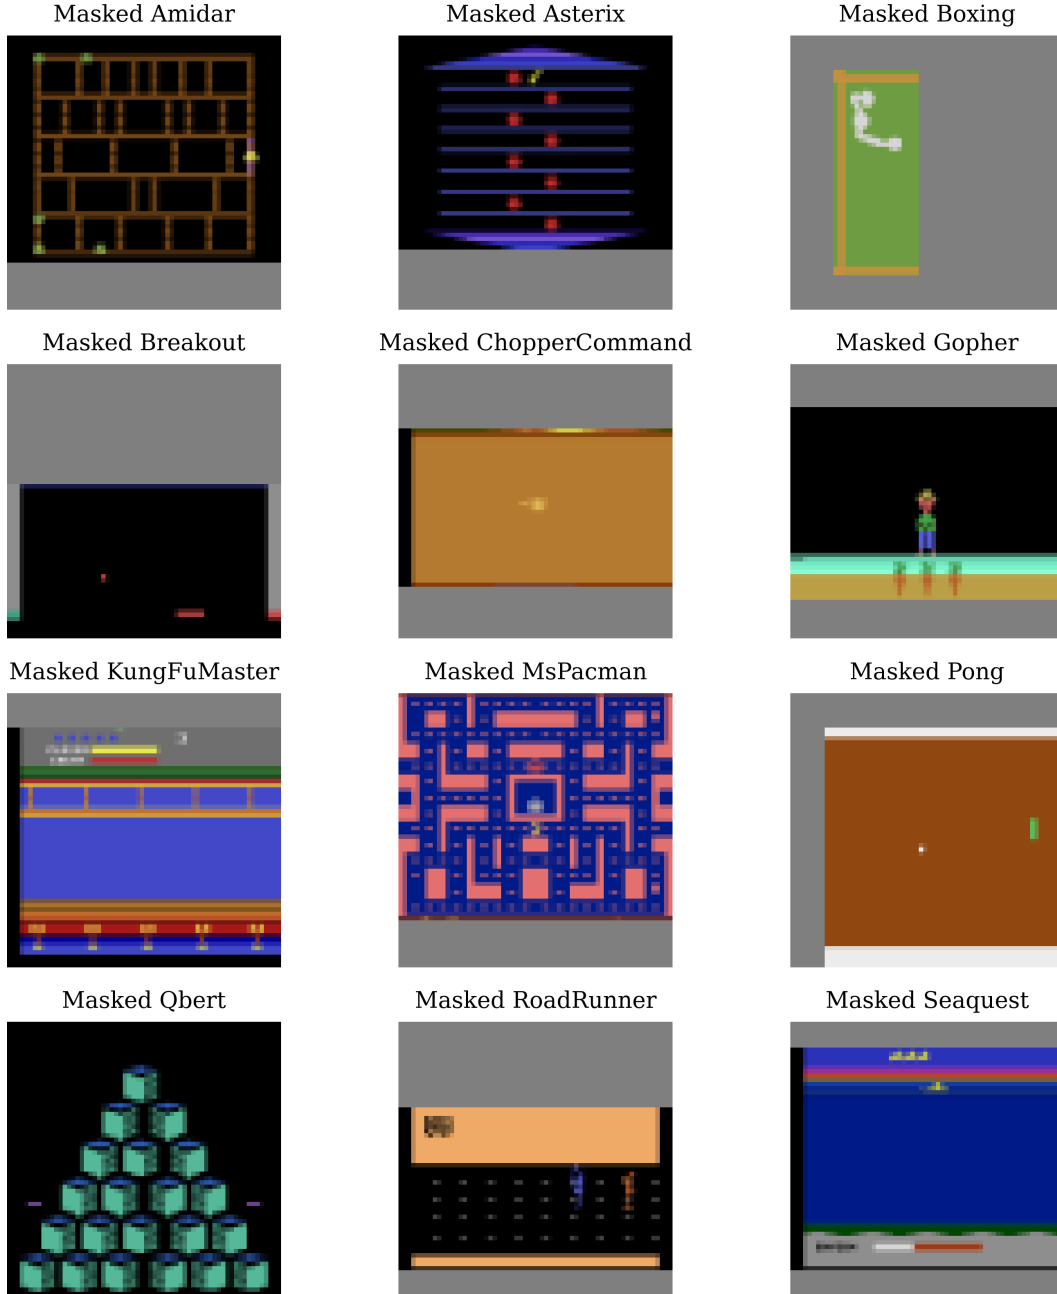 Masked Amidar
Masked Asterix
Masked Boxing
Masked Breakout
Masked ChopperCommand
Masked Gopher
Masked KungFuMaster
Masked MsPacman
Masked Pong
Masked Qbert
Masked RoadRunner
Masked Seaquest